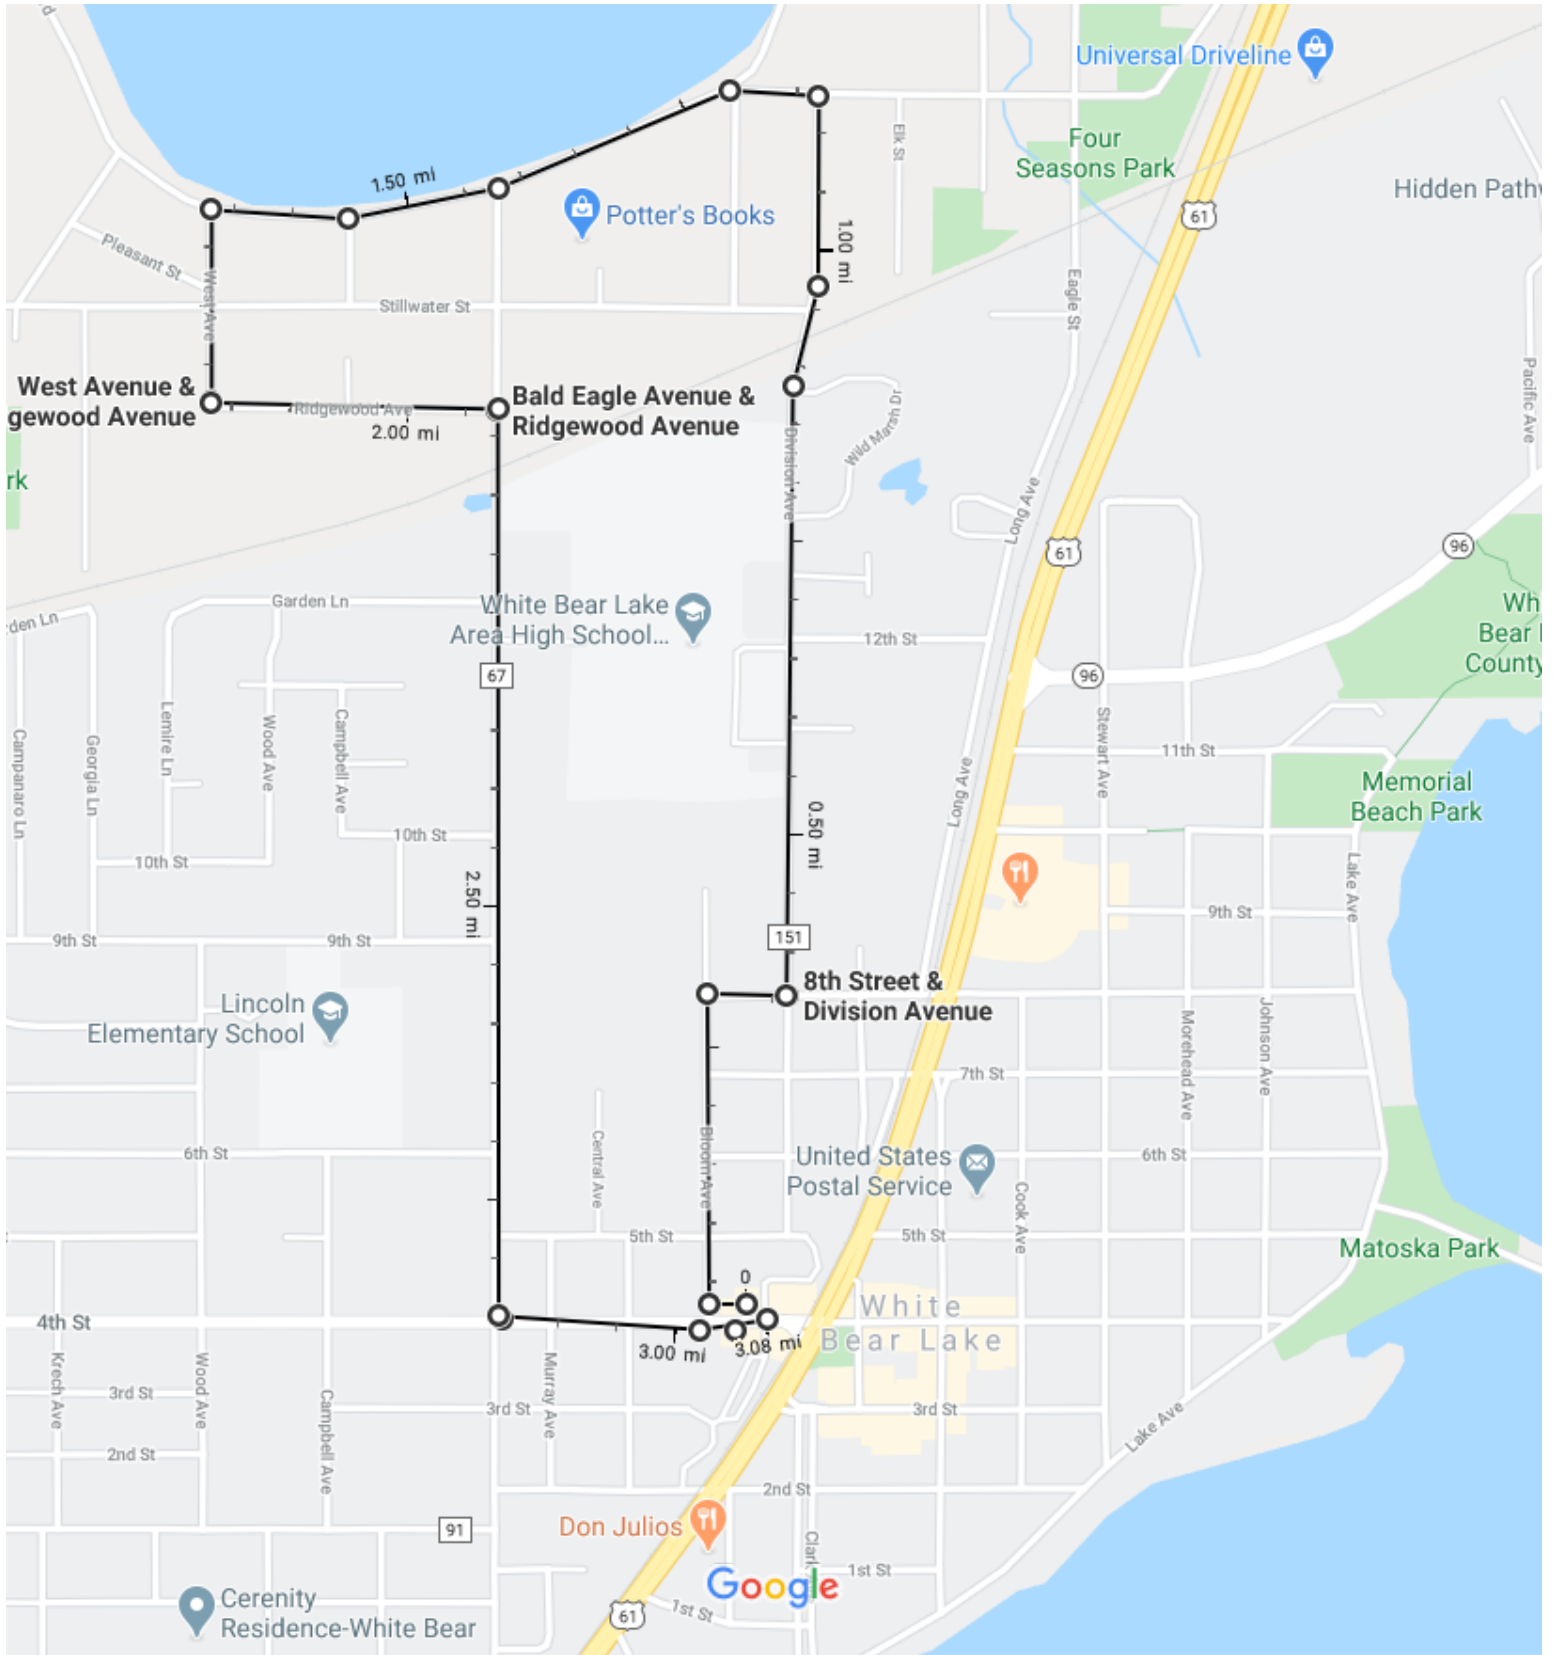 Universal Driveline
Four
Seasons Park
Elk St
61
Hidden Pathw
1.50 mi
Potter's Books
1.00 mi
Pleasant St
West Ave
Stillwater St
Eagle St
West Avenue &
gewood Avenue
Ridgewood Ave
2.00 mi
Bald Eagle Avenue &
Ridgewood Avenue
Division Ave
Wild Marsh Dr
Pacific Ave
rk
Long Ave
61
96
den Ln
Garden Ln
White Bear Lake
Area High School...
12th St
Wh
Bear
County
67
96
Campanaro Ln
Georgia Ln
Lemire Ln
Wood Ave
Campbell Ave
Stewart Ave
11th St
Long Ave
Memorial
Beach Park
10th St
10th St
0.50 mi
Lake Ave
2.50 mi
9th St
9th St
9th St
151
8th Street &
Division Avenue
Lincoln
Elementary School
Morehead Ave
Johnson Ave
7th St
Central Ave
Bloom Ave
6th St
United States
Postal Service
6th St
Cook Ave
5th St
5th St
Matoska Park
0
4th St
White
Bear Lake
3.00 mi
3.08 mi
Krech Ave
3rd St
Wood Ave
Campbell Ave
3rd St
Murray Ave
3rd St
Lake Ave
2nd St
2nd St
91
Don Julios
Clark
Google
1st St
Cerenity
Residence-White Bear
61
1st St